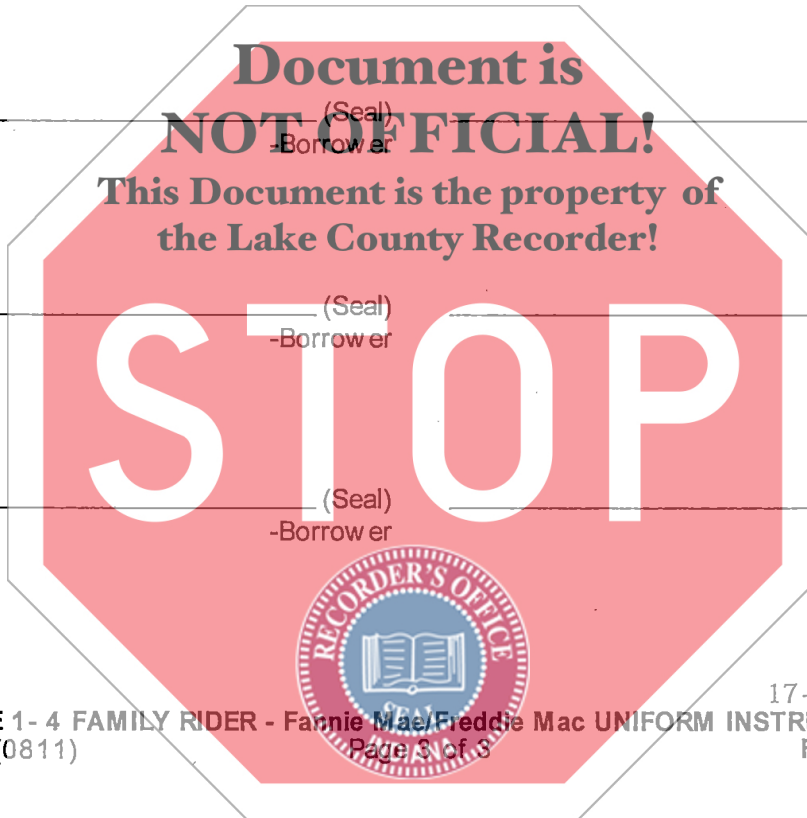 Document is
(Seal)
NOT OFFICIAL!
-Borrower
This Document is the property of
the Lake County Recorder!
(Seal)
-Borrower
STOP
(Seal)
-Borrower
RECORDER'S OFFICE
SEAL
INDIANA
17-
1- 4 FAMILY RIDER - Fannie Mae/Freddie Mac UNIFORM INSTR
(0811) Page 3 of 3